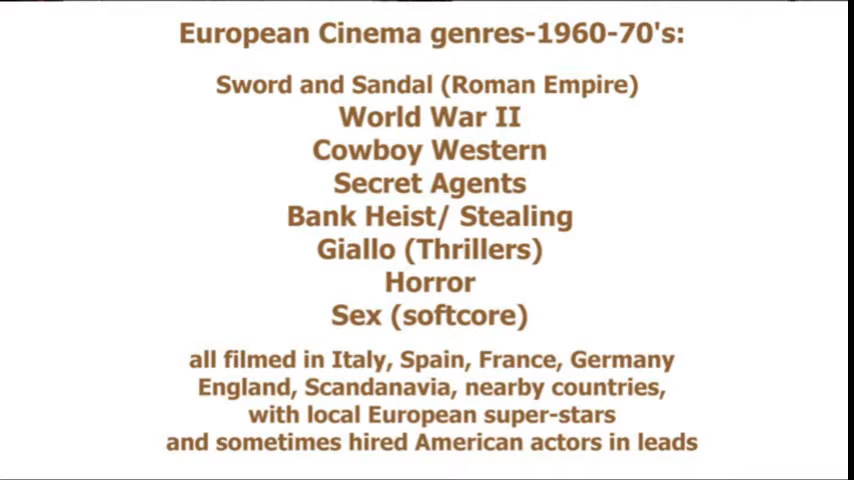 European Cinema genres-1960-70's:
Sword and Sandal (Roman Empire)
World War II
Cowboy Western
Secret Agents
Bank Heist/ Stealing
Giallo (Thrillers)
Horror
Sex (softcore)
all filmed in Italy, Spain, France, Germany
England, Scandanavia, nearby countries,
with local European super-stars
and sometimes hired American actors in leads